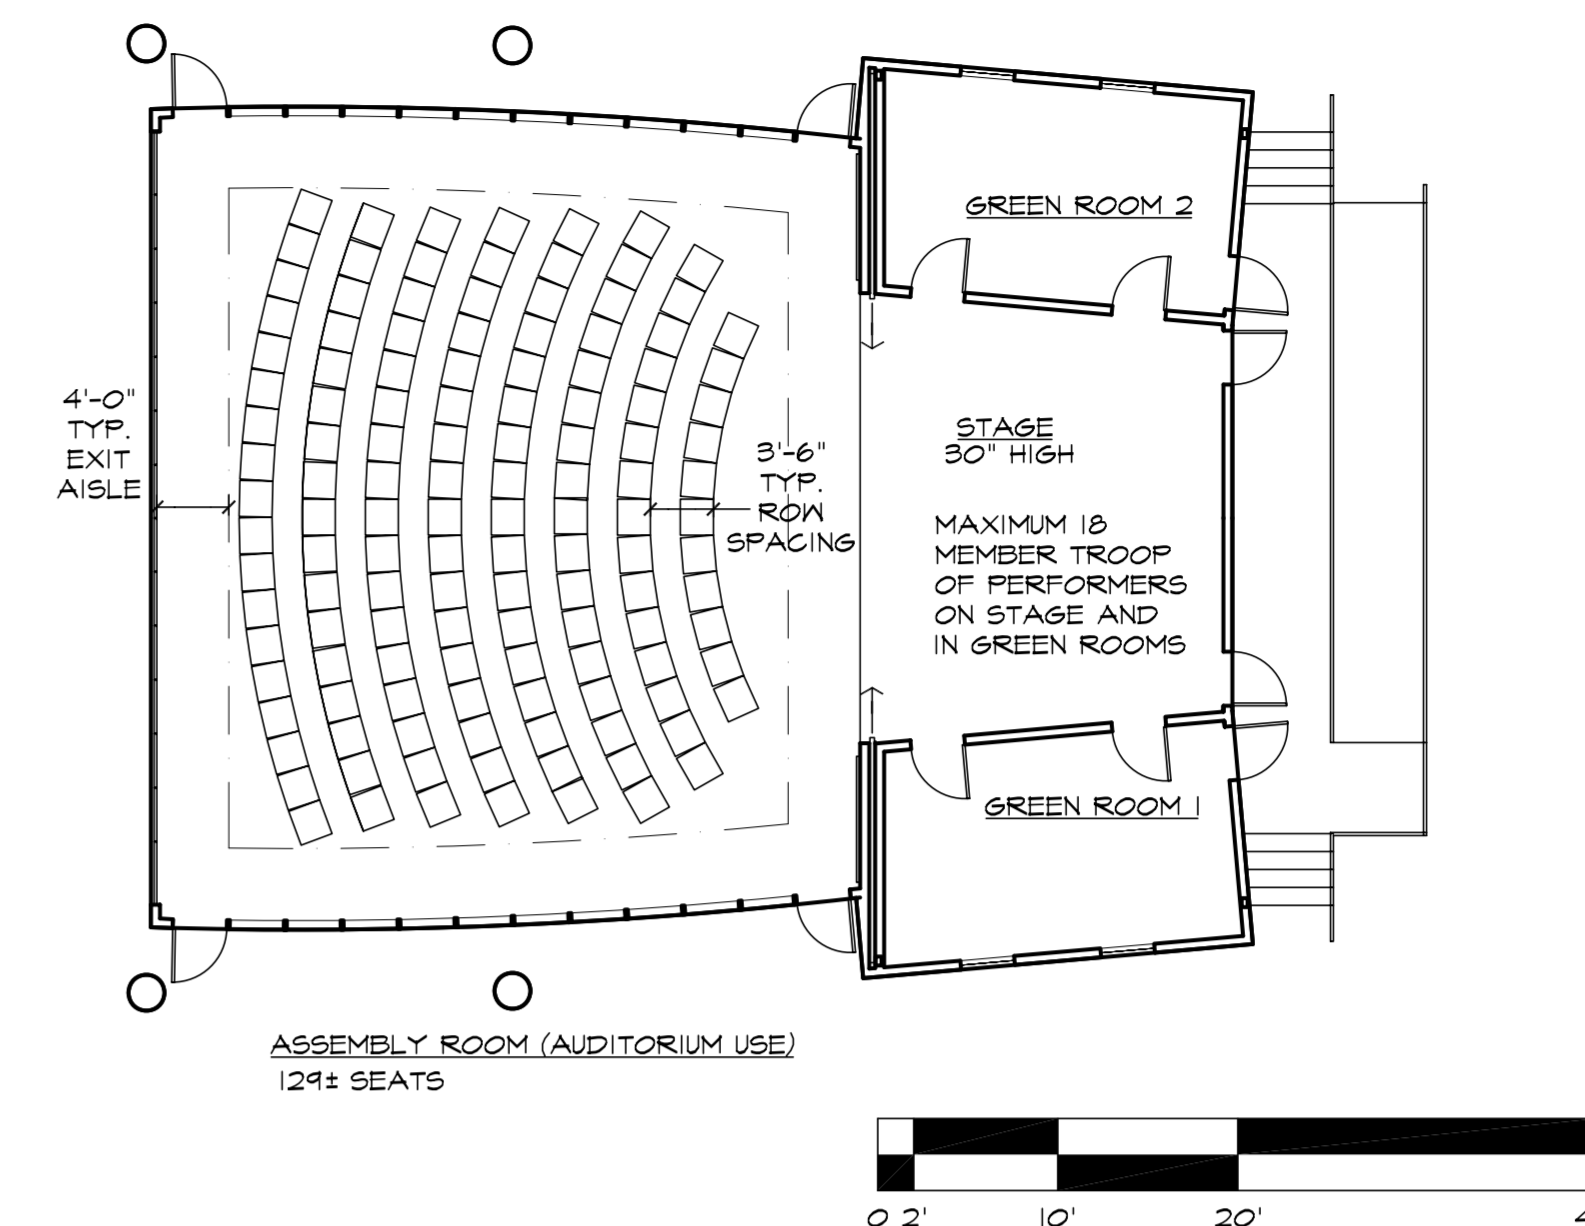 GREEN ROOM 2
4'-0"
TYP.
EXIT
AISLE
3'-6"
TYP.
ROW
SPACING
STAGE
30" HIGH
MAXIMUM 18
MEMBER TROOP
OF PERFORMERS
ON STAGE AND
IN GREEN ROOMS
GREEN ROOM 1
ASSEMBLY ROOM (AUDITORIUM USE)
129± SEATS
0 2' 10' 20'